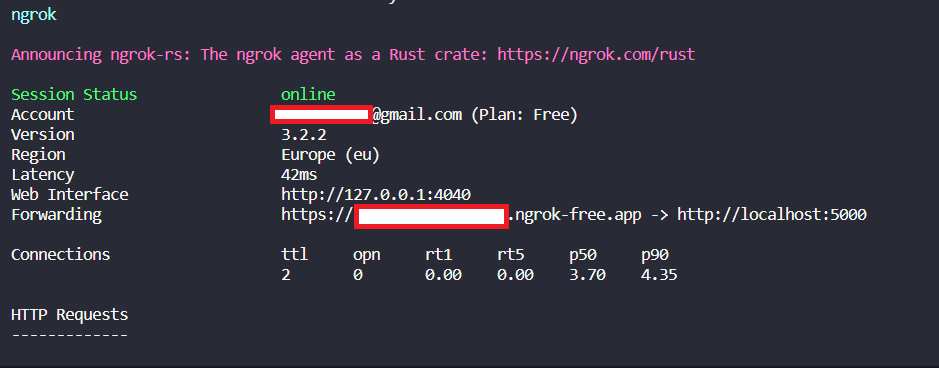 ngrok
Announcing ngrok-rs: The ngrok agent as a Rust crate: https://ngrok.com/rust
Session Status online
Account @gmail.com (Plan: Free)
Version 3.2.2
Region Europe (eu)
Latency 42ms
Web Interface http://127.0.0.1:4040
Forwarding https:// .ngrok-free.app -> http://localhost:5000
Connections ttl opn rt1 rt5 p50 p90
2 0 0.00 0.00 3.70 4.35
HTTP Requests
-------------